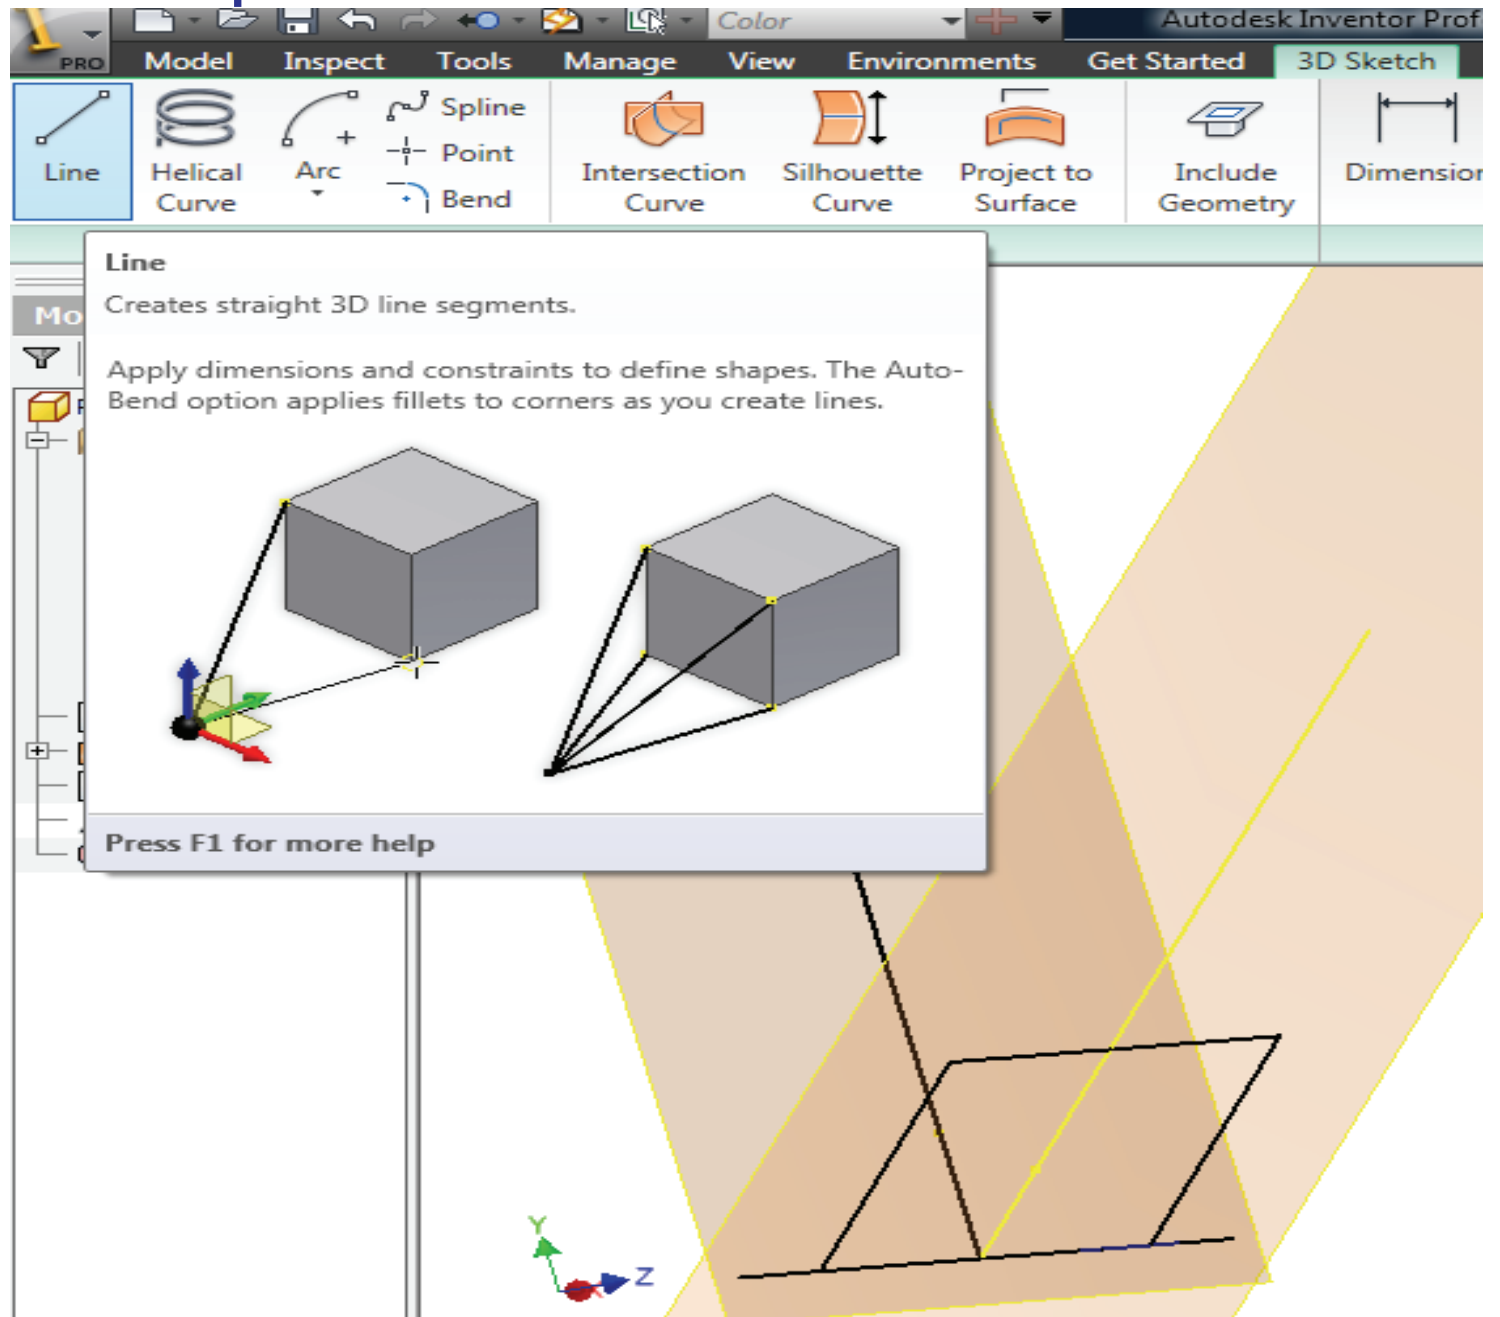 Color
Autodesk Inventor Prof
PRO
Model Inspect Tools Manage View Environments Get Started 3D Sketch
Line
Helical Curve
Arc
Spline
Point
Bend
Intersection Curve
Silhouette Curve
Project to Surface
Include Geometry
Dimension
Line
Creates straight 3D line segments.
Mo
Apply dimensions and constraints to define shapes. The Auto-
Bend option applies fillets to corners as you create lines.
Press F1 for more help
Y
Z